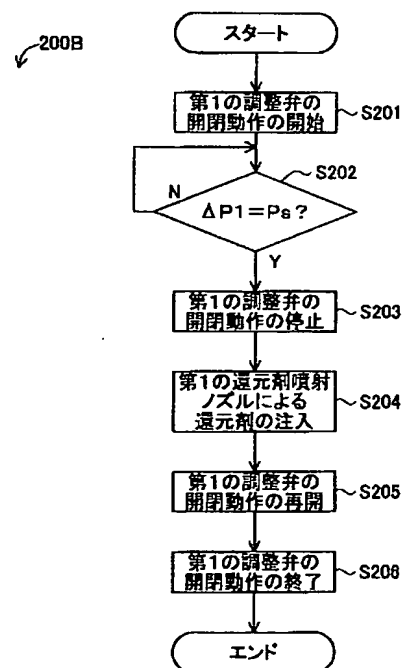 200B
スタート
第1の調整弁の
開閉動作の開始
S201
S202
N
ΔP1=Ps?
Y
第1の調整弁の
開閉動作の停止
S203
第1の還元剤噴射
ノズルによる
還元剤の注入
S204
第1の調整弁の
開閉動作の再開
S205
第1の調整弁の
開閉動作の終了
S206
エンド